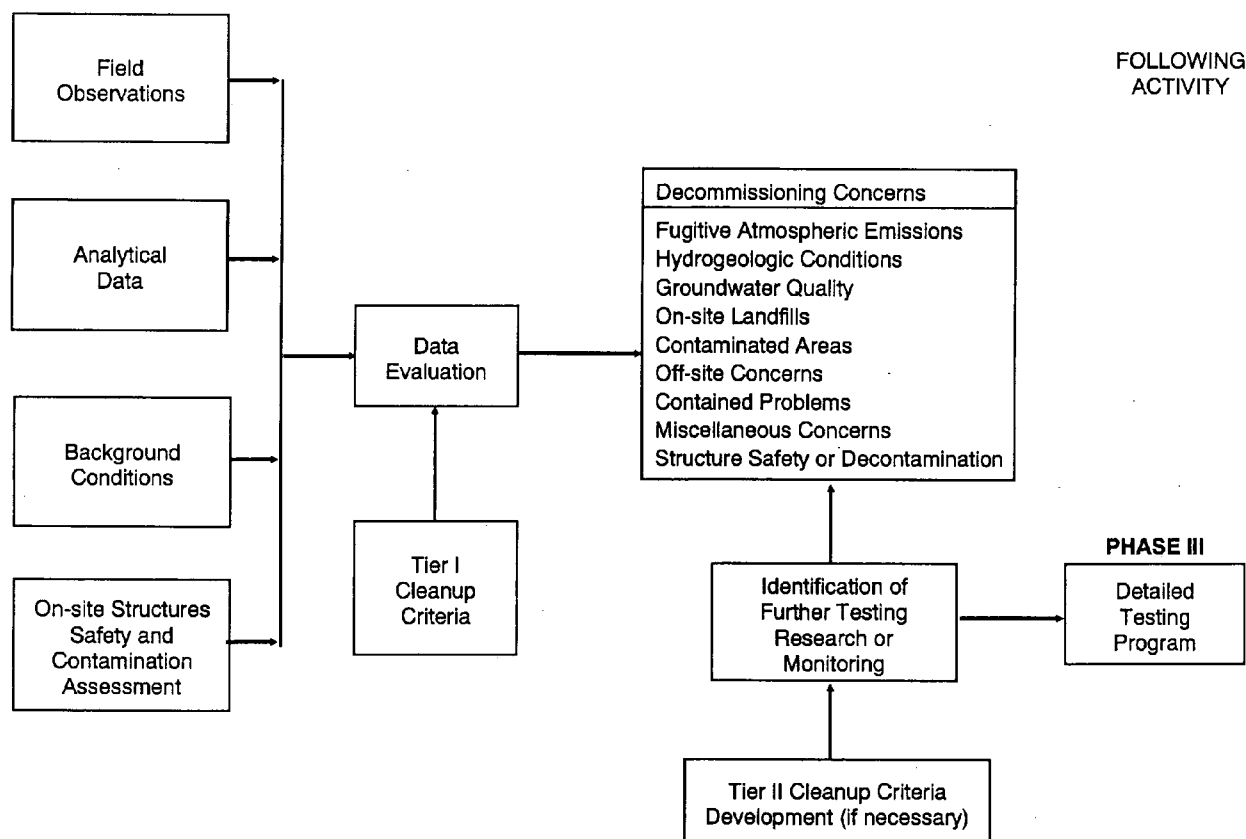 Field
Observations
FOLLOWING
ACTIVITY
Analytical
Data
Background
Conditions
On-site Structures
Safety and
Contamination
Assessment
Data
Evaluation
Tier I
Cleanup
Criteria
Decommissioning Concerns
Fugitive Atmospheric Emissions
Hydrogeologic Conditions
Groundwater Quality
On-site Landfills
Contaminated Areas
Off-site Concerns
Contained Problems
Miscellaneous Concerns
Structure Safety or Decontamination
Identification of
Further Testing
Research or
Monitoring
PHASE III
Detailed
Testing
Program
Tier II Cleanup Criteria
Development (if necessary)